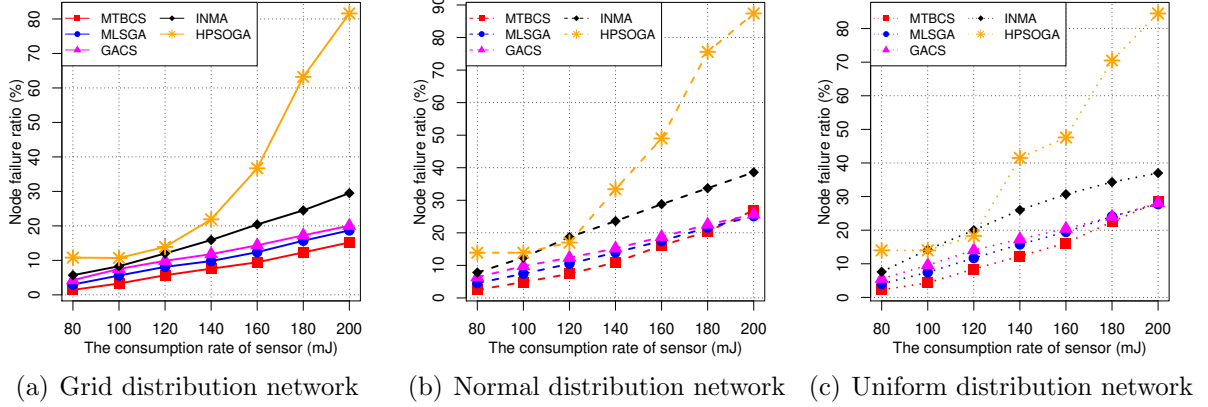 MTBCS INMA
MLSGA HPSOGA
GACS
Node failure ratio (%)
80
70
60
50
40
30
20
10
0
80 100 120 140 160 180 200
The consumption rate of sensor (mJ)
(a) Grid distribution network
MTBCS INMA
MLSGA HPSOGA
GACS
Node failure ratio (%)
90
80
70
60
50
40
30
20
10
0
80 100 120 140 160 180 200
The consumption rate of sensor (mJ)
(b) Normal distribution network
MTBCS INMA
MLSGA HPSOGA
GACS
Node failure ratio (%)
80
70
60
50
40
30
20
10
0
80 100 120 140 160 180 200
The consumption rate of sensor (mJ)
(c) Uniform distribution network